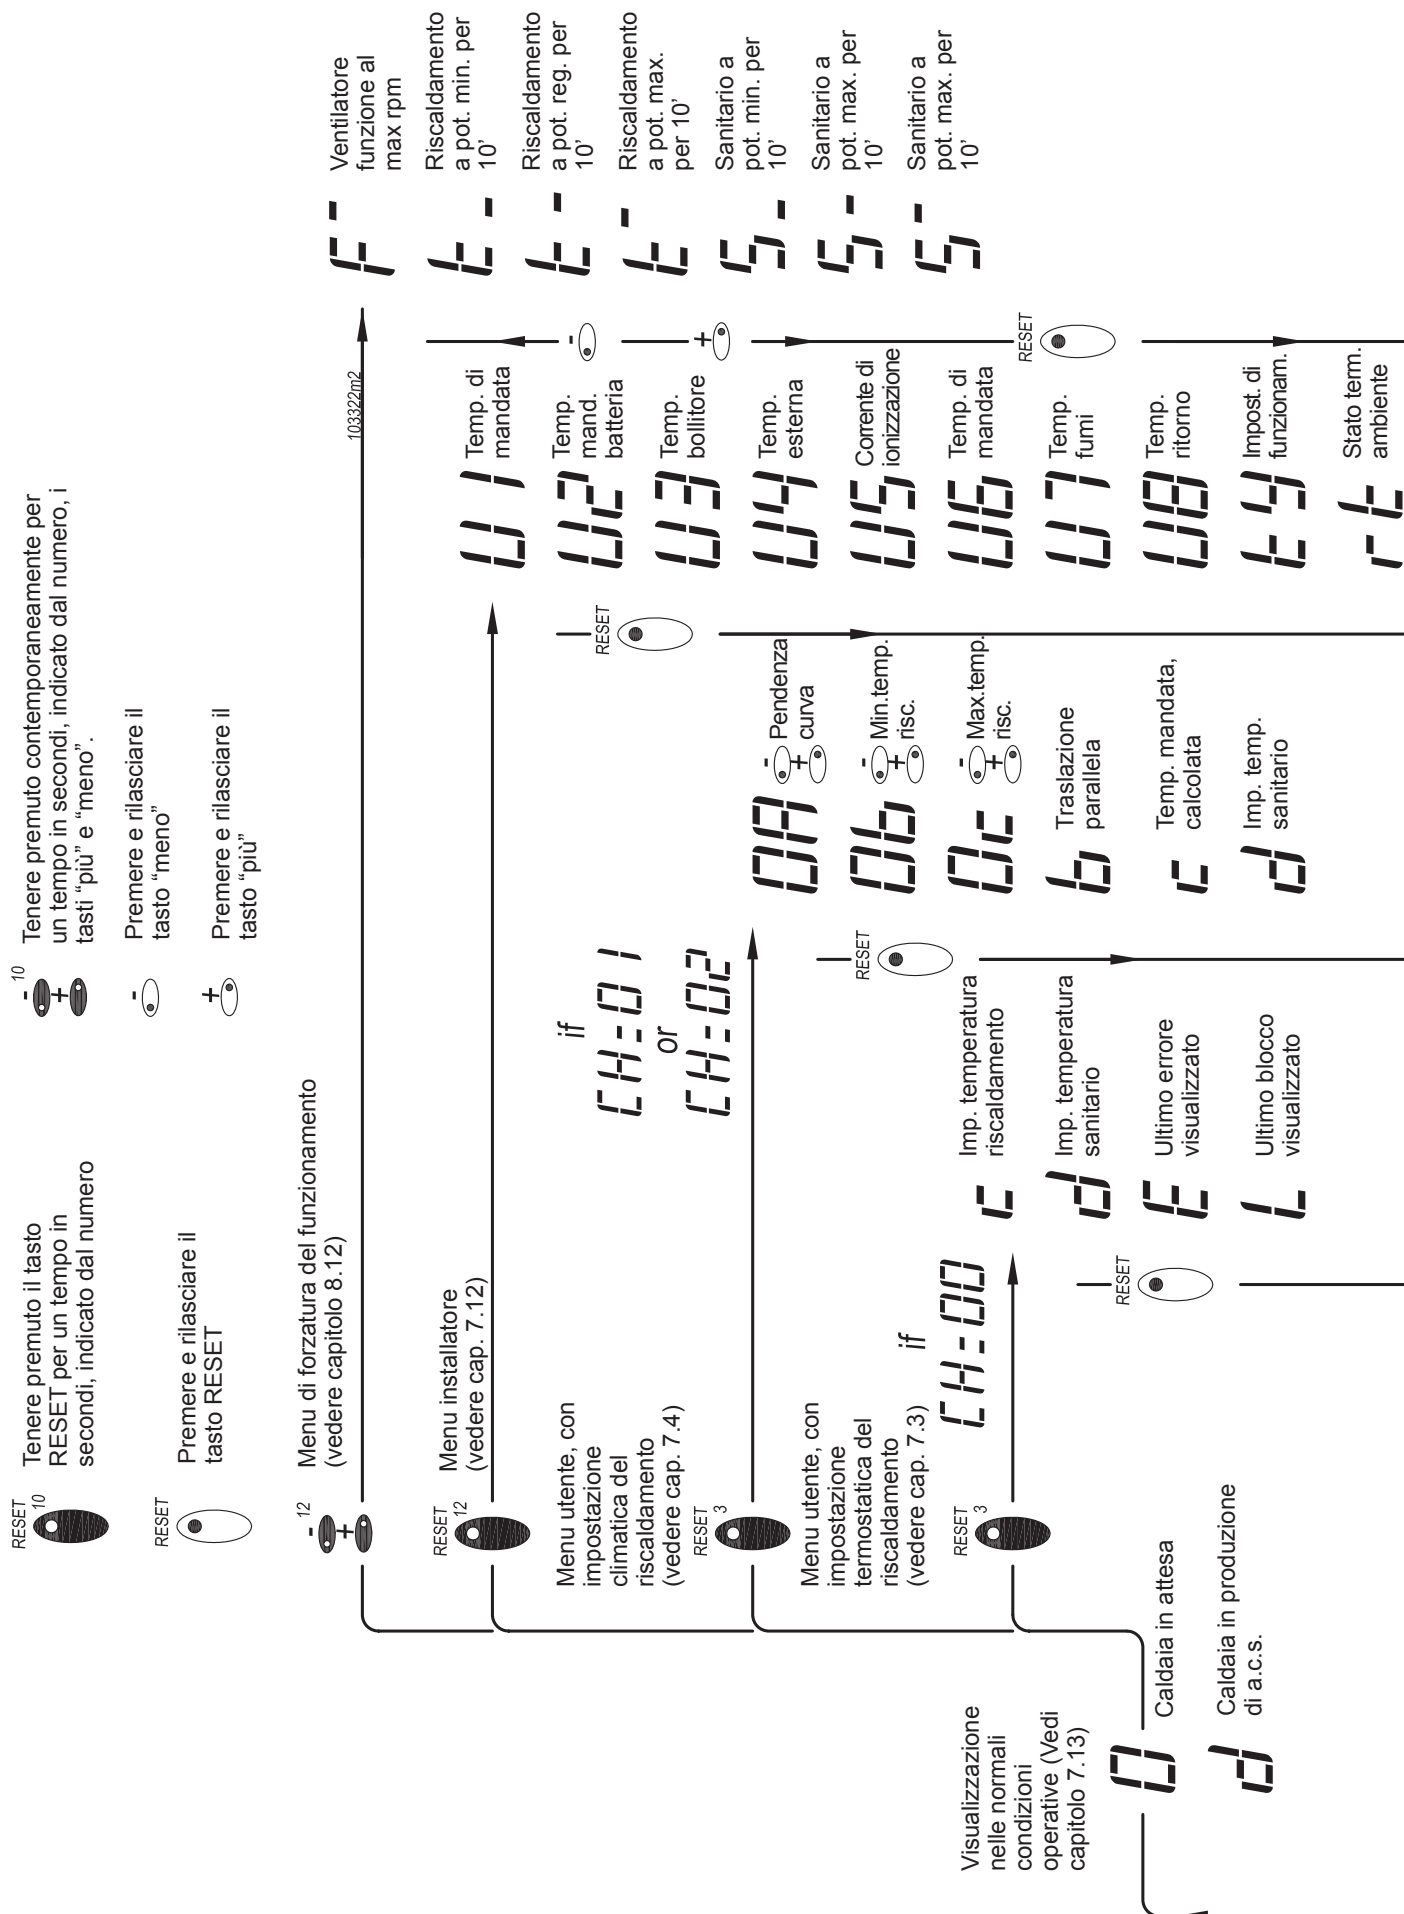 RESET
10
Tenere premuto il tasto
RESET per un tempo in
secondi, indicato dal numero
- 10
+
Tenere premuto contemporaneamente per
un tempo in secondi, indicato dal numero, i
tasti “più” e “meno”.
RESET
Premere e rilasciare il
tasto RESET
-
Premere e rilasciare il
tasto “meno”
+
Premere e rilasciare il
tasto “più”
103322m2
- 12
+
Menu di forzatura del funzionamento
(vedere capitolo 8.12)
F -
Ventilatore
funzione al
max rpm
t -
Riscaldamento
a pot. min. per
10’
t -
Riscaldamento
a pot. reg. per
10’
t -
Riscaldamento
a pot. max.
per 10’
S -
Sanitario a
pot. min. per
10’
S -
Sanitario a
pot. max. per
10’
S -
Sanitario a
pot. max. per
10’
RESET
12
Menu installatore
(vedere cap. 7.12)
-
+
RESET
U1
Temp. di
mandata
U2
Temp.
mand.
batteria
U3
Temp.
bollitore
U4
Temp.
esterna
U5
Corrente di
ionizzazione
U6
Temp. di
mandata
U7
Temp.
fumi
U8
Temp.
ritorno
ty
Impost. di
funzionam.
rt
Stato term.
ambiente
Menu utente, con
impostazione
climatica del
riscaldamento
(vedere cap. 7.4)
RESET
3
if
CH:01
or
CH:02
RESET
0A
-
+
Pendenza
curva
0b
-
+
Min.temp.
risc.
0c
-
+
Max.temp.
risc.
b
Traslazione
parallela
c
Temp. mandata,
calcolata
d
Imp. temp.
sanitario
Menu utente, con
impostazione
termostatica del
riscaldamento
(vedere cap. 7.3)
RESET
3
if
CH:00
RESET
c
Imp. temperatura
riscaldamento
d
Imp. temperatura
sanitario
E
Ultimo errore
visualizzato
L
Ultimo blocco
visualizzato
RESET
Visualizzazione
nelle normali
condizioni
operative (Vedi
capitolo 7.13)
0
Caldaia in attesa
d
Caldaia in produzione
di a.c.s.